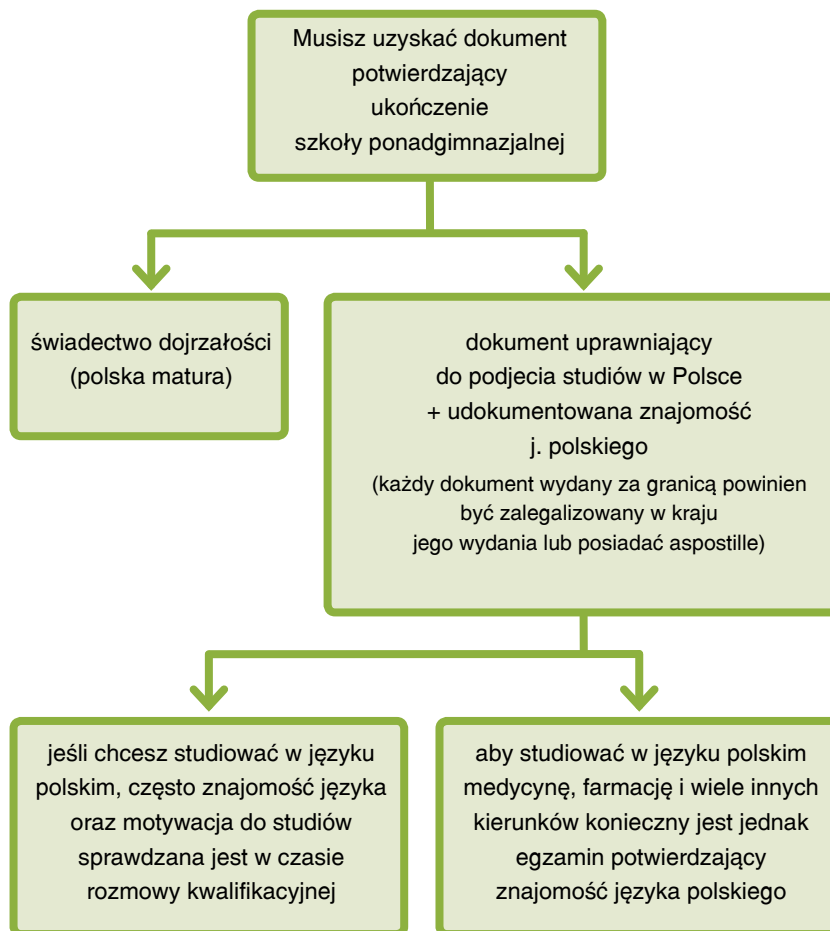 Musisz uzyskać dokument
potwierdzający
ukończenie
szkoły ponadgimnazjalnej
świadectwo dojrzałości
(polska matura)
dokument uprawniający
do podjecia studiów w Polsce
+ udokumentowana znajomość
j. polskiego
(każdy dokument wydany za granicą powinien
być zalegalizowany w kraju
jego wydania lub posiadać aspostille)
jeśli chcesz studiować w języku
polskim, często znajomość języka
oraz motywacja do studiów
sprawdzana jest w czasie
rozmowy kwalifikacyjnej
aby studiować w języku polskim
medycynę, farmację i wiele innych
kierunków konieczny jest jednak
egzamin potwierdzający
znajomość języka polskiego